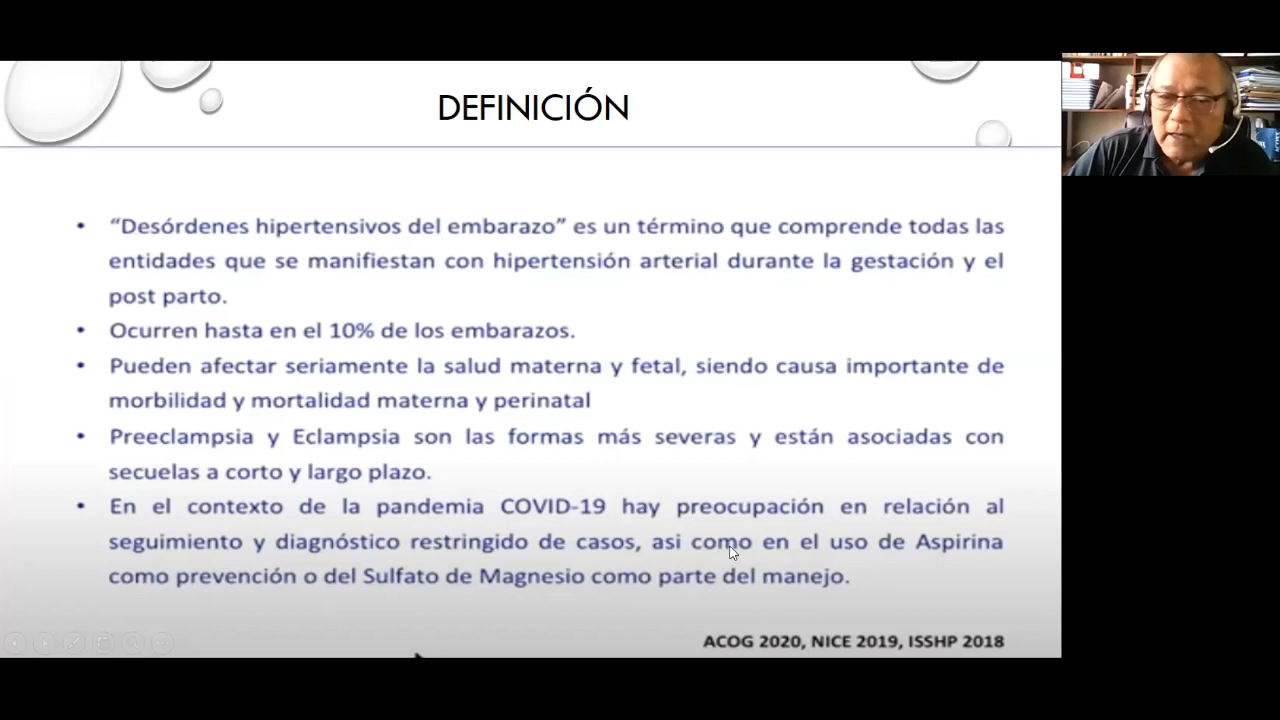 DEFINICIÓN
• “Desórdenes hipertensivos del embarazo” es un término que comprende todas las
entidades que se manifiestan con hipertensión arterial durante la gestación y el
post parto.
• Ocurren hasta en el 10% de los embarazos.
• Pueden afectar seriamente la salud materna y fetal, siendo causa importante de
morbilidad y mortalidad materna y perinatal
• Preeclampsia y Eclampsia son las formas más severas y están asociadas con
secuelas a corto y largo plazo.
• En el contexto de la pandemia COVID-19 hay preocupación en relación al
seguimiento y diagnóstico restringido de casos, asi como en el uso de Aspirina
como prevención o del Sulfato de Magnesio como parte del manejo.
ACOG 2020, NICE 2019, ISSHP 2018